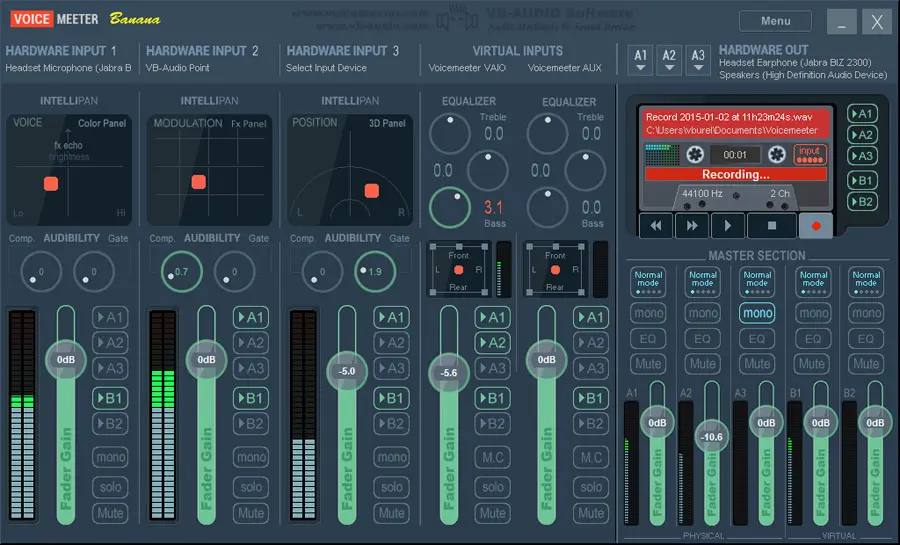 VOICE MEETER Banana
VB-AUDIO Software
Menu
HARDWARE INPUT 1
Headset Microphone (Jabra B
HARDWARE INPUT 2
VB-Audio Point
HARDWARE INPUT 3
Select Input Device
VIRTUAL INPUTS
Voicemeeter VAIO
Voicemeeter AUX
A1 A2 A3
HARDWARE OUT
Headset Earphone (Jabra BIZ 2300)
Speakers (High Definition Audio Device)
INTELLIPAN
VOICE
Color Panel
fx echo
brightness
Lo Hi
INTELLIPAN
MODULATION
Fx Panel
INTELLIPAN
POSITION
3D Panel
L R
EQUALIZER
Treble
0.0
0.0
3.1
Bass
EQUALIZER
Treble
0.0
0.0
0.0
Bass
Comp. AUDIBILITY Gate
0 0
Comp. AUDIBILITY Gate
0.7 0
Comp. AUDIBILITY Gate
0 1.9
Front
L R
Rear
Front
L R
Rear
Record 2015-01-02 at 11h23m24s.wav
C:\Users\vburel\Documents\Voicemeeter
00:01
input
Recording...
44100 Hz
2 Ch
A1
A2
A3
B1
B2
0dB
Fader Gain
A1
A2
A3
B1
B2
mono
solo
Mute
0dB
Fader Gain
A1
A2
A3
B1
B2
mono
solo
Mute
-5.0
Fader Gain
A1
A2
A3
B1
B2
mono
solo
Mute
-5.6
Fader Gain
A1
A2
A3
B1
B2
M.C
solo
Mute
0dB
Fader Gain
A1
A2
A3
B1
B2
M.C
solo
Mute
MASTER SECTION
Normal mode
Normal mode
Normal mode
Normal mode
Normal mode
mono mono mono mono mono
EQ EQ EQ EQ EQ
Mute Mute Mute Mute Mute
A1 A2 A3 B1 B2
0dB -10.6 0dB 0dB 0dB
Fader Gain Fader Gain Fader Gain Fader Gain Fader Gain
PHYSICAL VIRTUAL